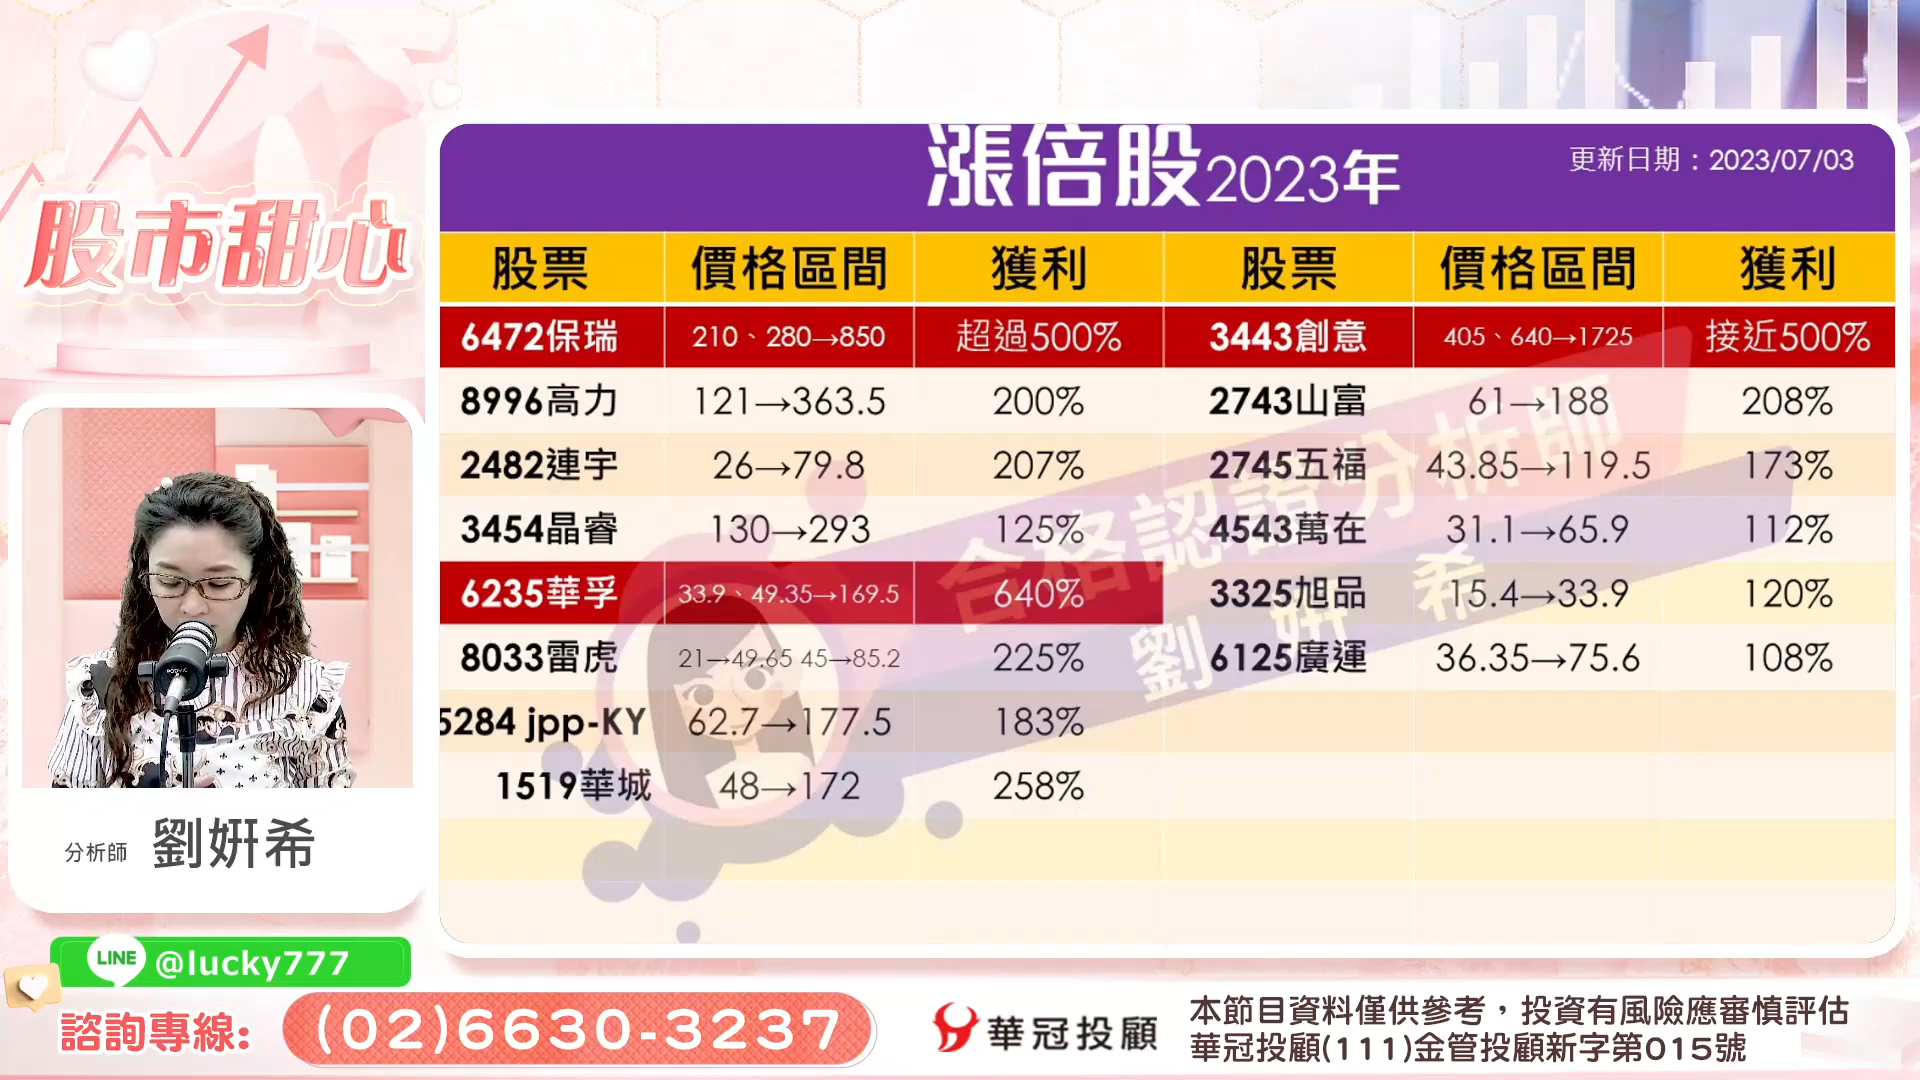 股市甜心
漲倍股2023年
更新日期：2023/07/03
股票 價格區間 獲利 股票 價格區間 獲利
6472保瑞 210、280→850 超過500% 3443創意 405、640→1725 接近500%
8996高力 121→363.5 200% 2743山富 61→188 208%
2482連宇 26→79.8 207% 2745五福 43.85→119.5 173%
3454晶睿 130→293 125% 4543萬在 31.1→65.9 112%
6235華孚 33.9、49.35→169.5 640% 3325旭品 15.4→33.9 120%
8033雷虎 21→49.65 45→85.2 225% 6125廣運 36.35→75.6 108%
5284 jpp-KY 62.7→177.5 183%
1519華城 48→172 258%
合格認證分析師
劉姸希
分析師 劉姸希
LINE @lucky777
諮詢專線:
(02)6630-3237
華冠投顧
本節目資料僅供參考，投資有風險應審慎評估
華冠投顧(111)金管投顧新字第015號